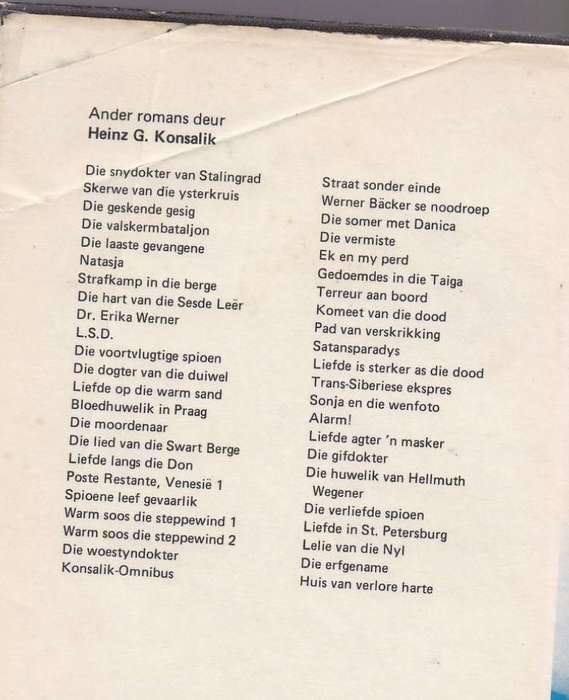 Ander romans deur
Heinz G. Konsalik
Die snydokter van Stalingrad
Skerwe van die ysterkruis
Die geskende gesig
Die valskermbataljon
Die laaste gevangene
Natasja
Strafkamp in die berge
Die hart van die Sesde Leër
Dr. Erika Werner
L.S.D.
Die voortvlugtige spioen
Die dogter van die duiwel
Liefde op die warm sand
Bloedhuwelik in Praag
Die moordenaar
Die lied van die Swart Berge
Liefde langs die Don
Poste Restante, Venesië 1
Spioene leef gevaarlik
Warm soos die steppewind 1
Warm soos die steppewind 2
Die woestyndokter
Konsalik-Omnibus
Straat sonder einde
Werner Bäcker se noodroep
Die somer met Danica
Die vermiste
Ek en my perd
Gedoemdes in die Taiga
Terreur aan boord
Komeet van die dood
Pad van verskrikking
Satansparadys
Liefde is sterker as die dood
Trans-Siberiese ekspres
Sonja en die wenfoto
Alarm!
Liefde agter 'n masker
Die gifdokter
Die huwelik van Hellmuth
Wegener
Die verliefde spioen
Liefde in St. Petersburg
Lelie van die Nyl
Die erfgename
Huis van verlore harte